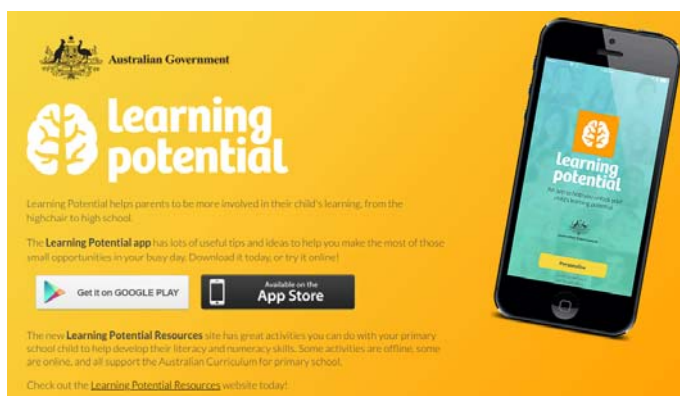 Australian Government
learning
potential
Learning Potential helps parents to be more involved in their child's learning, from the
highchair to high school.
The Learning Potential app has lots of useful tips and ideas to help you make the most of those
small opportunities in your busy day. Download it today, or try it online!
Get it on GOOGLE PLAY
Available on the
App Store
The new Learning Potential Resources site has great activities you can do with your primary
school child to help develop their literacy and numeracy skills. Some activities are offline, some
are online, and all support the Australian Curriculum for primary school.
Check out the Learning Potential Resources website today!
learning
potential
child's learning potential